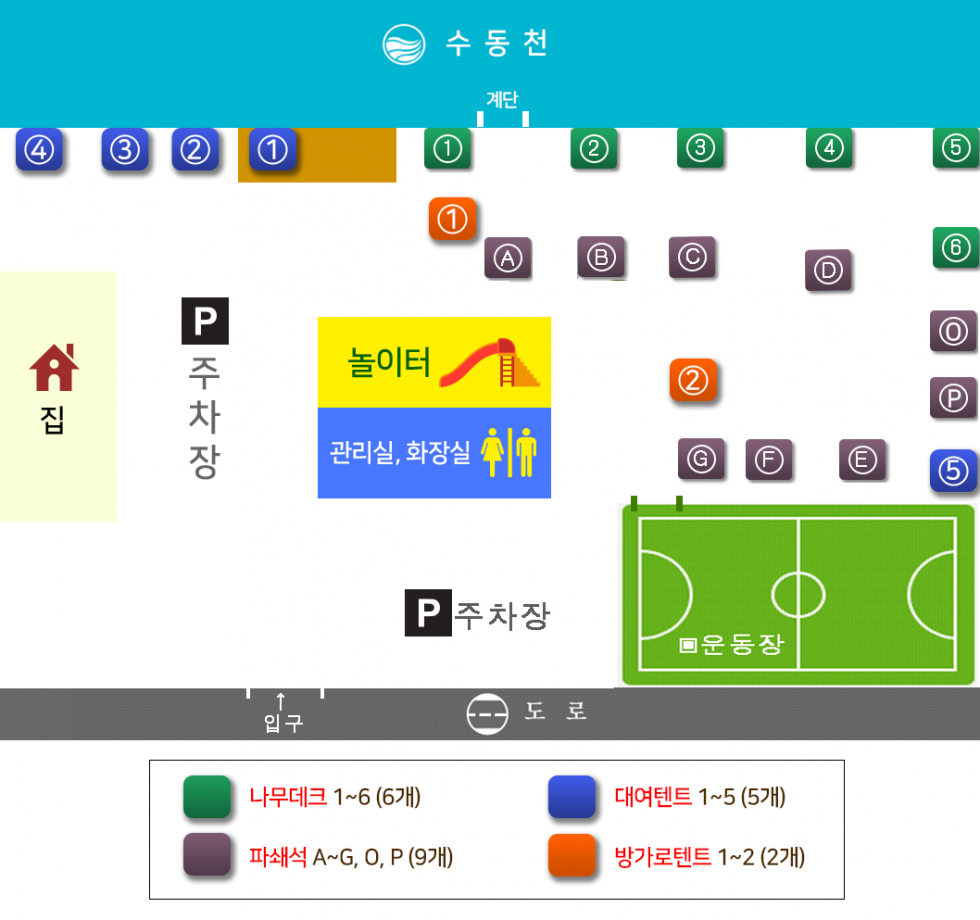 수동천
계단
④ ③ ② ① ① ② ③ ④ ⑤
① ⑥
Ⓐ Ⓑ Ⓒ Ⓓ
Ⓞ
P
주차장
놀이터
집
② Ⓟ
관리실, 화장실
Ⓖ Ⓕ Ⓔ ⑤
P 주차장
▣운동장
↑
입구
도 로
나무데크 1~6 (6개)
대여텐트 1~5 (5개)
파쇄석 A~G, O, P (9개)
방가로텐트 1~2 (2개)